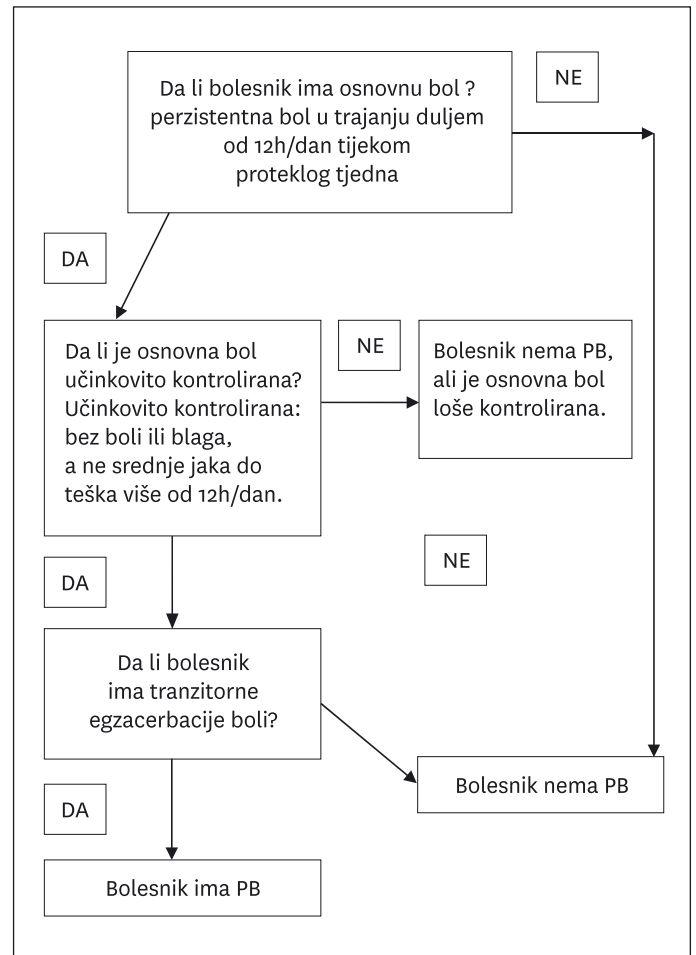 Da li bolesnik ima osnovnu bol ?
perzistentna bol u trajanju duljem
od 12h/dan tijekom
proteklog tjedna
NE
DA
Da li je osnovna bol
učinkovito kontrolirana?
Učinkovito kontrolirana:
bez boli ili blaga,
a ne srednje jaka do
teška više od 12h/dan.
NE
Bolesnik nema PB,
ali je osnovna bol
loše kontrolirana.
DA
NE
Da li bolesnik
ima tranzitorne
egzacerbacije boli?
Bolesnik nema PB
DA
Bolesnik ima PB